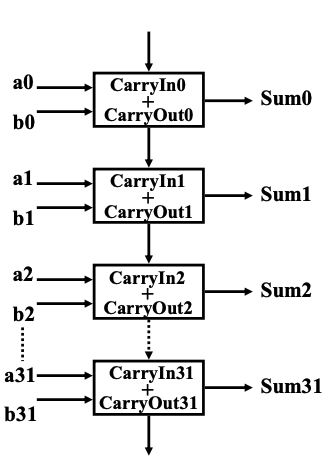 a0
CarryIn0
+
CarryOut0
b0
Sum0
a1
CarryIn1
+
CarryOut1
b1
Sum1
a2
CarryIn2
+
CarryOut2
b2
Sum2
a31
CarryIn31
+
CarryOut31
b31
Sum31